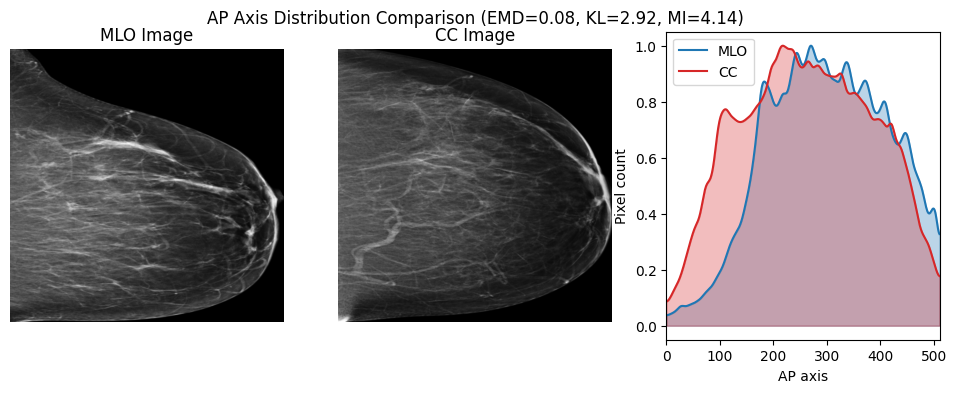 AP Axis Distribution Comparison (EMD=0.08, KL=2.92, MI=4.14)
MLO Image
CC Image
MLO
CC
Pixel count
1.0
0.8
0.6
0.4
0.2
0.0
0 100 200 300 400 500
AP axis